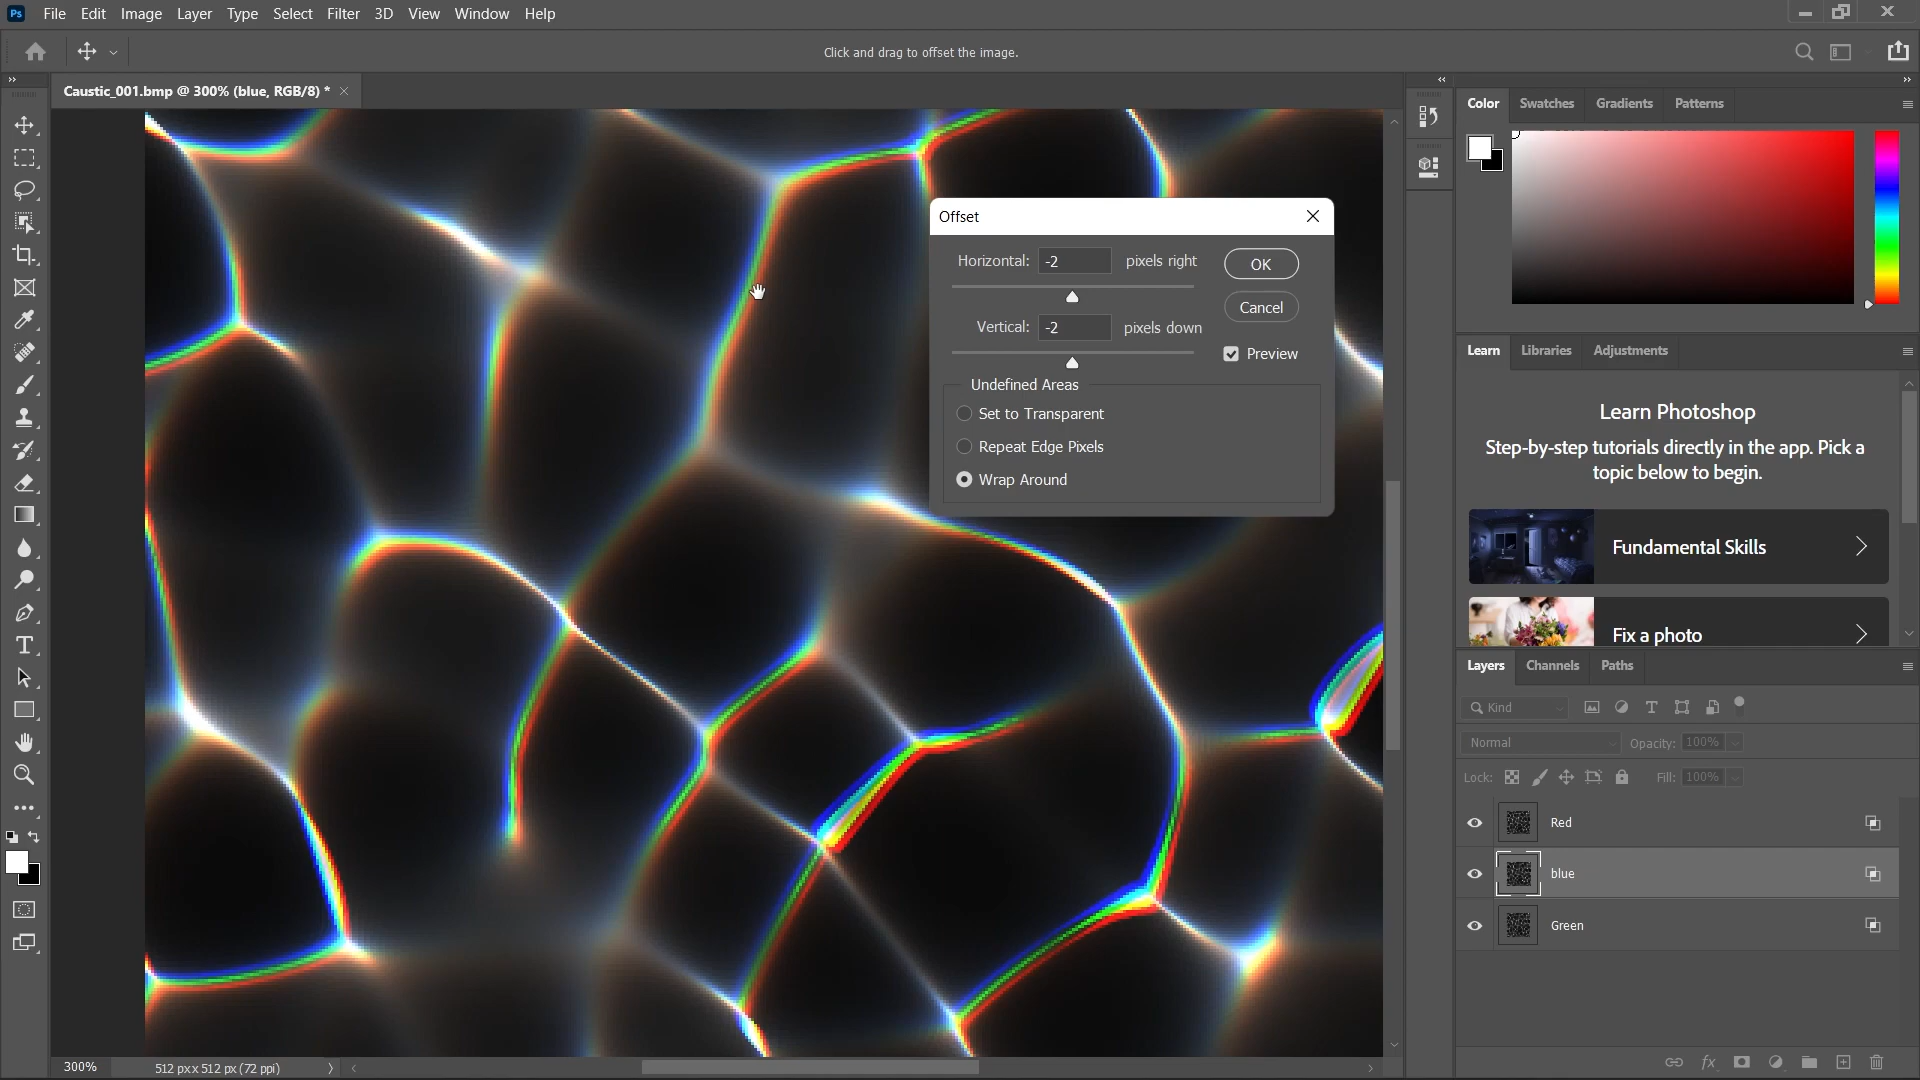 Ps File Edit Image Layer Type Select Filter 3D View Window Help
Click and drag to offset the image.
Caustic_001.bmp @ 300% (blue, RGB/8) *
Offset
Horizontal: -2 pixels right
OK
Vertical: -2 pixels down
Cancel
Preview
Undefined Areas
Set to Transparent
Repeat Edge Pixels
Wrap Around
Color Swatches Gradients Patterns
Learn Libraries Adjustments
Learn Photoshop
Step-by-step tutorials directly in the app. Pick a
topic below to begin.
Fundamental Skills
Fix a photo
Layers Channels Paths
Kind
Normal Opacity: 100%
Lock: Fill: 100%
Red
blue
Green
300% 512 px x 512 px (72 ppi)